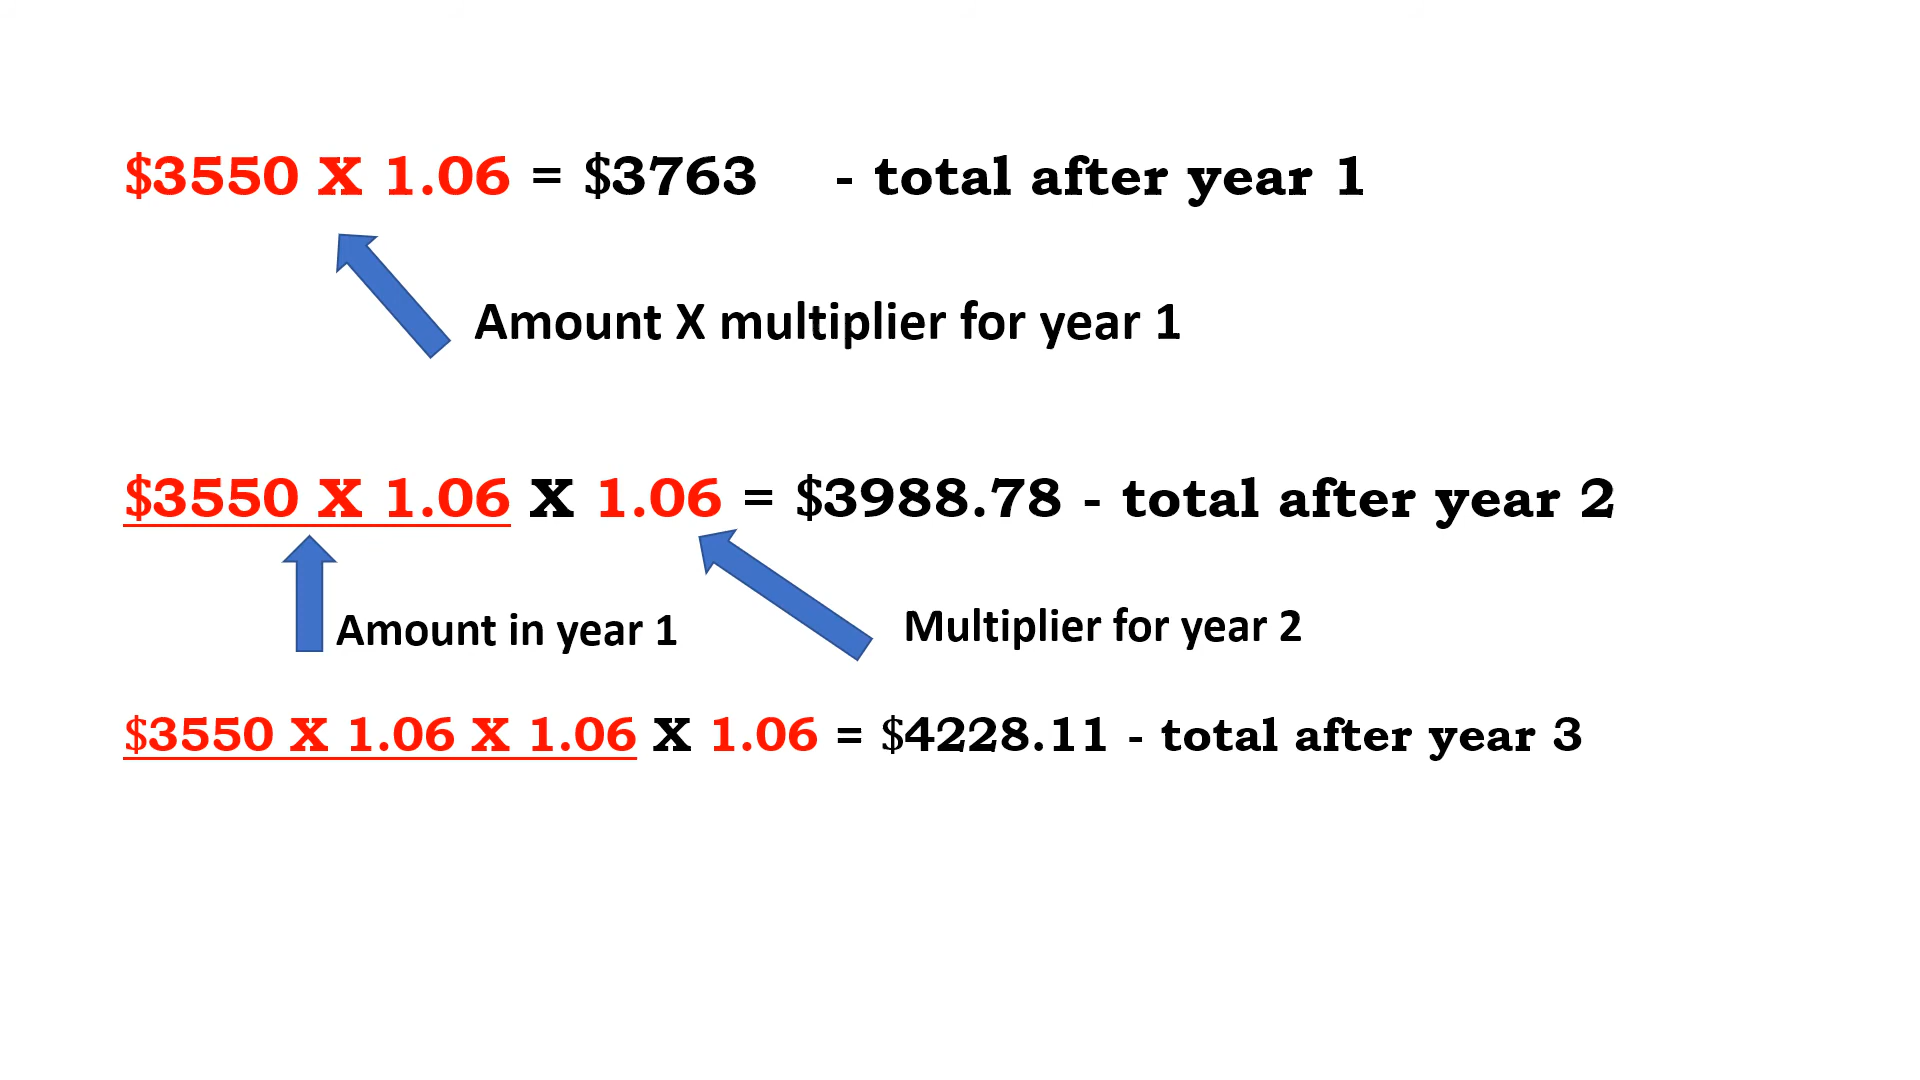 $3550 X 1.06 = $3763 - total after year 1
Amount X multiplier for year 1
$3550 X 1.06 X 1.06 = $3988.78 - total after year 2
Amount in year 1 Multiplier for year 2
$3550 X 1.06 X 1.06 X 1.06 = $4228.11 - total after year 3